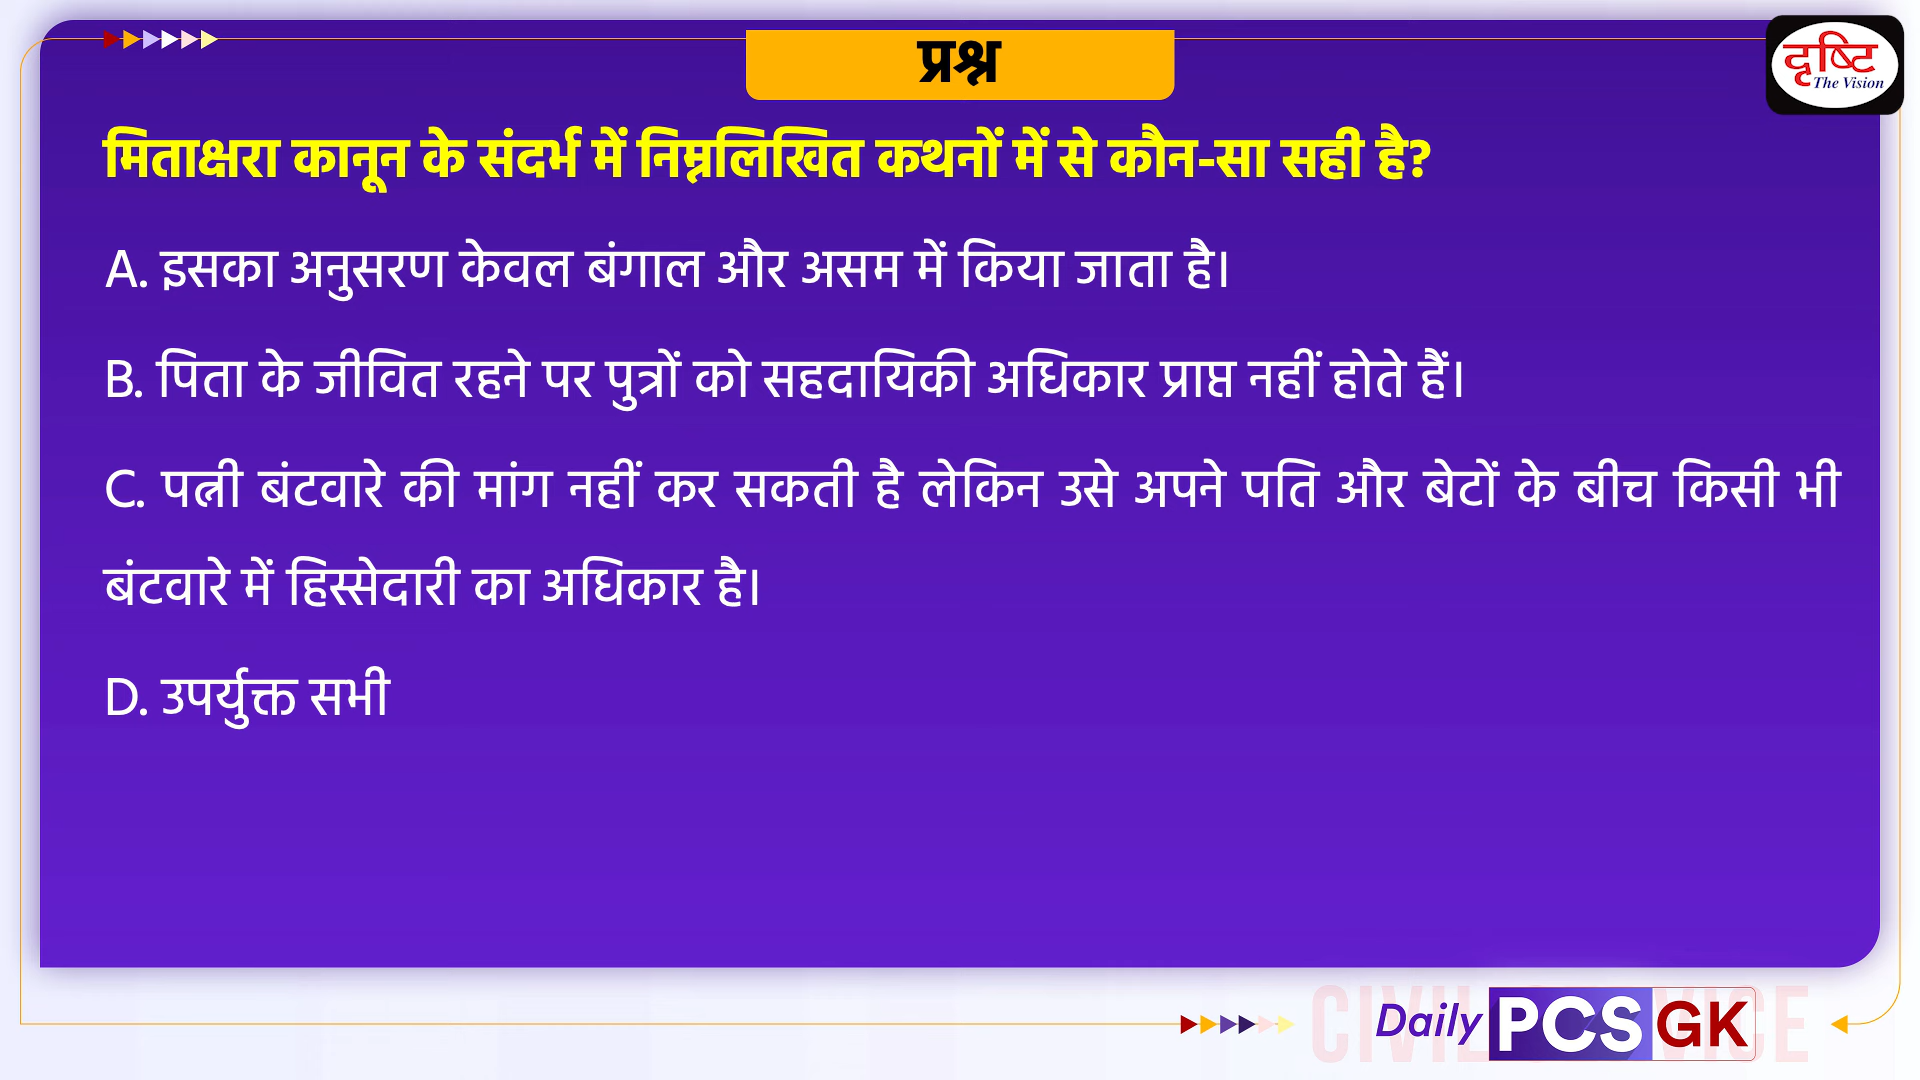 प्रश्न
दृष्टि
The Vision
मिताक्षरा कानून के संदर्भ में निम्नलिखित कथनों में से कौन-सा सही है?
A. इसका अनुसरण केवल बंगाल और असम में किया जाता है।
B. पिता के जीवित रहने पर पुत्रों को सहदायिकी अधिकार प्राप्त नहीं होते हैं।
C. पत्नी बंटवारे की मांग नहीं कर सकती है लेकिन उसे अपने पति और बेटों के बीच किसी भी
बंटवारे में हिस्सेदारी का अधिकार है।
D. उपर्युक्त सभी
Daily PCS GK